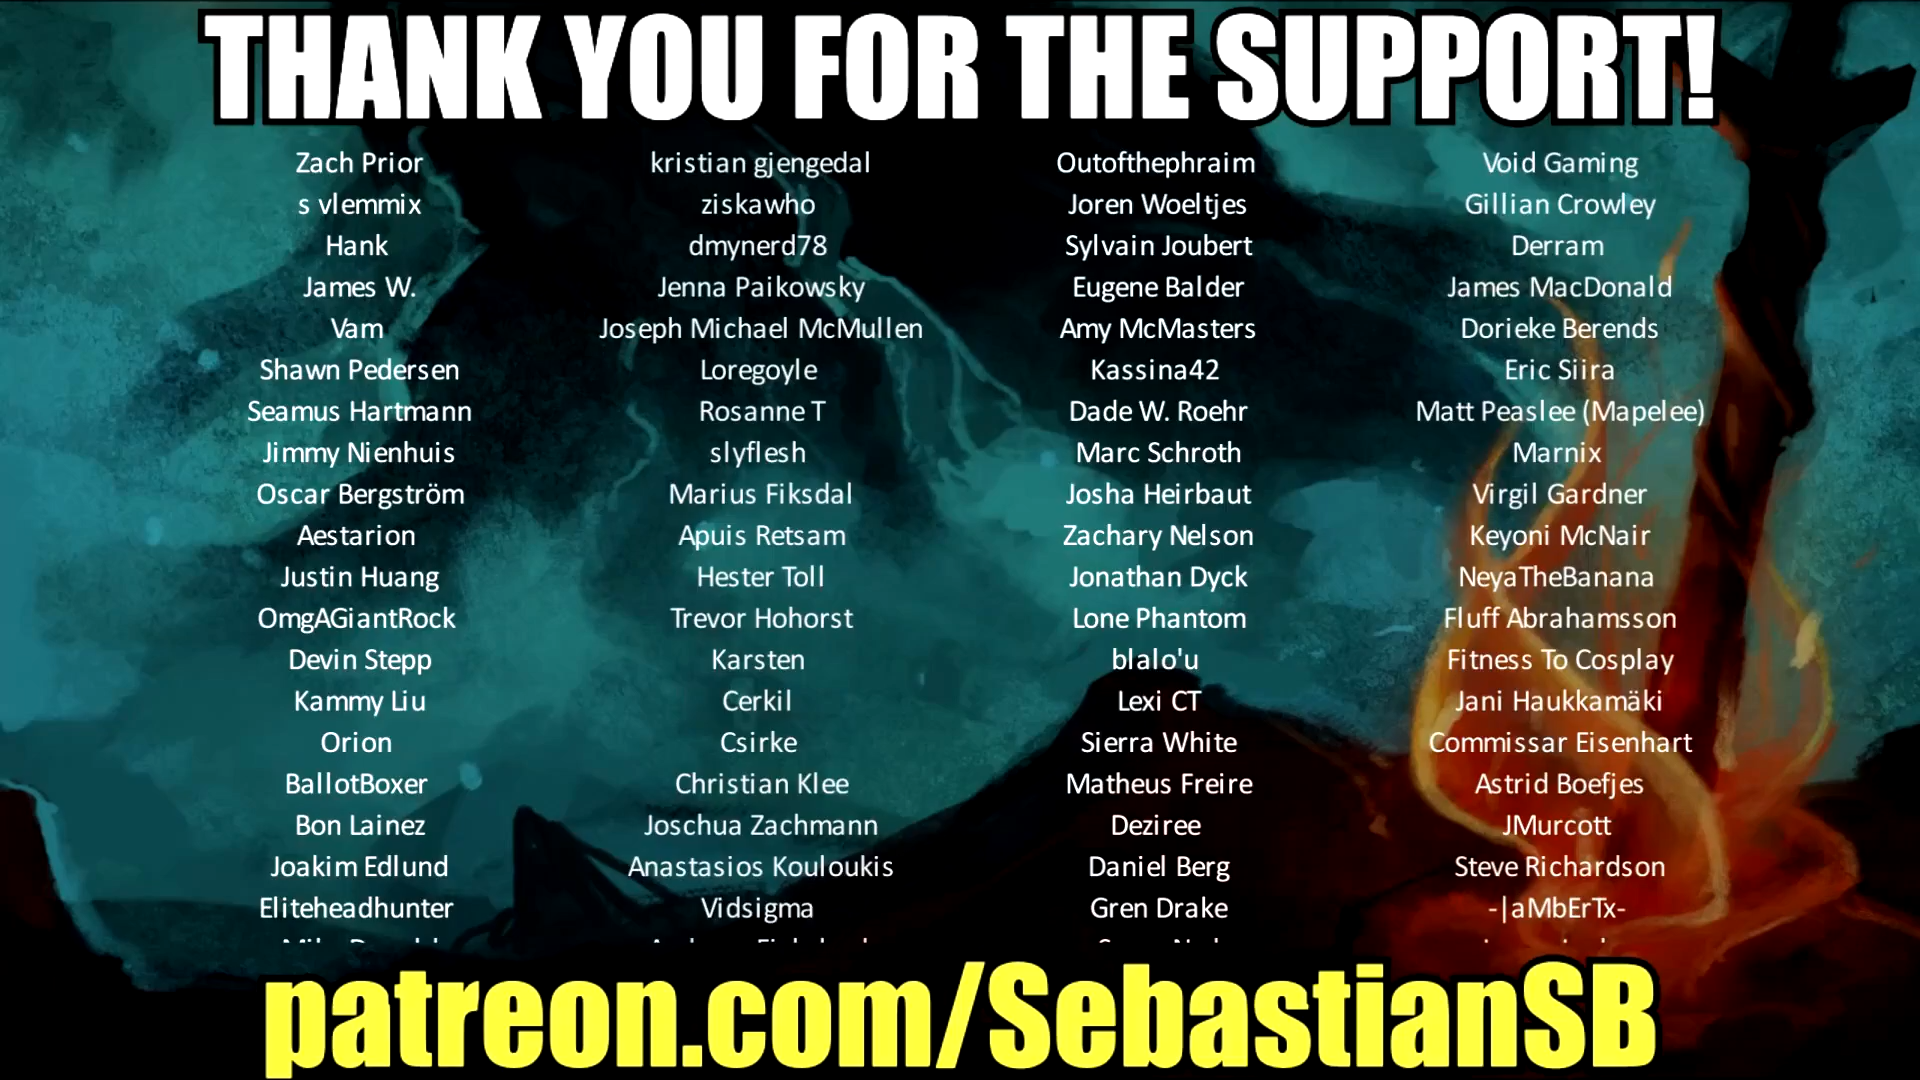 THANK YOU FOR THE SUPPORT!
Zach Prior
s vlemmix
Hank
James W.
Vam
Shawn Pedersen
Seamus Hartmann
Jimmy Nienhuis
Oscar Bergström
Aestarion
Justin Huang
OmgAGiantRock
Devin Stepp
Kammy Liu
Orion
BallotBoxer
Bon Lainez
Joakim Edlund
Eliteheadhunter
kristian gjengedal
ziskawho
dmynerd78
Jenna Paikowsky
Joseph Michael McMullen
Loregoyle
Rosanne T
slyflesh
Marius Fiksdal
Apuis Retsam
Hester Toll
Trevor Hohorst
Karsten
Cerkil
Csirke
Christian Klee
Joschua Zachmann
Anastasios Kouloukis
Vidsigma
Outofthephraim
Joren Woeltjes
Sylvain Joubert
Eugene Balder
Amy McMasters
Kassina42
Dade W. Roehr
Marc Schroth
Josha Heirbaut
Zachary Nelson
Jonathan Dyck
Lone Phantom
blalo'u
Lexi CT
Sierra White
Matheus Freire
Deziree
Daniel Berg
Gren Drake
Void Gaming
Gillian Crowley
Derram
James MacDonald
Dorieke Berends
Eric Siira
Matt Peaslee (Mapelee)
Marnix
Virgil Gardner
Keyoni McNair
NeyaTheBanana
Fluff Abrahamsson
Fitness To Cosplay
Jani Haukkamäki
Commissar Eisenhart
Astrid Boefjes
JMurcott
Steve Richardson
-|aMbErTx-
patreon.com/SebastianSB